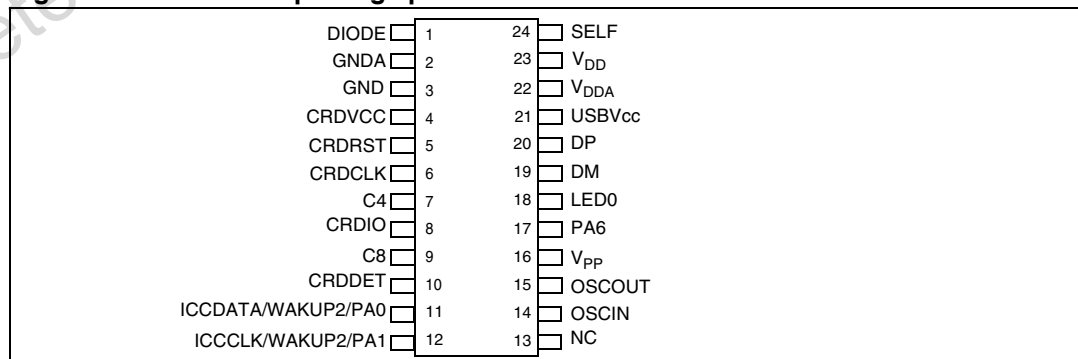 DIODE 1 24 SELF
GNDA 2 23 VDD
GND 3 22 VDDA
CRDVCC 4 21 USBVcc
CRDRST 5 20 DP
CRDCLK 6 19 DM
C4 7 18 LED0
CRDIO 8 17 PA6
C8 9 16 VPP
CRDDET 10 15 OSCOUT
ICCDATA/WAKUP2/PA0 11 14 OSCIN
ICCCLK/WAKUP2/PA1 12 13 NC